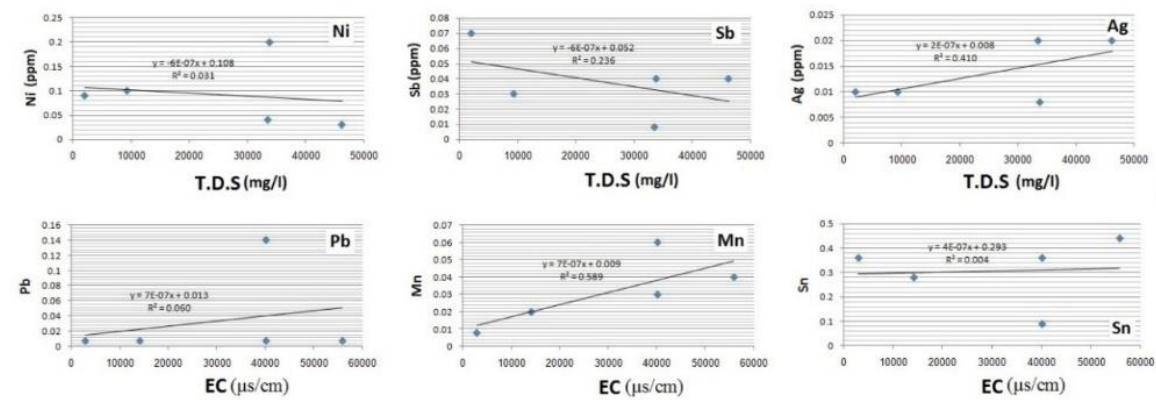 0.25
0.2
0.15
0.1
0.05
0
Ni (ppm)
Ni
y = -6E-07x + 0.108
R² = 0.031
0 10000 20000 30000 40000 50000
T.D.S (mg/l)
0.08
0.07
0.06
0.05
0.04
0.03
0.02
0.01
0
Sb (ppm)
Sb
y = -6E-07x + 0.052
R² = 0.236
0 10000 20000 30000 40000 50000
T.D.S (mg/l)
0.025
0.02
0.015
0.01
0.005
0
Ag (ppm)
Ag
y = 2E-07x + 0.008
R² = 0.410
0 10000 20000 30000 40000 50000
T.D.S (mg/l)
0.16
0.14
0.12
0.1
0.08
0.06
0.04
0.02
0
Pb
Pb
y = 7E-07x + 0.013
R² = 0.060
0 10000 20000 30000 40000 50000 60000
EC (µs/cm)
0.07
0.06
0.05
0.04
0.03
0.02
0.01
0
Mn
Mn
y = 7E-07x + 0.009
R² = 0.589
0 10000 20000 30000 40000 50000 60000
EC (µs/cm)
0.5
0.4
0.3
0.2
0.1
0
Sn
y = 4E-07x + 0.293
R² = 0.004
Sn
0 10000 20000 30000 40000 50000 60000
EC (µs/cm)